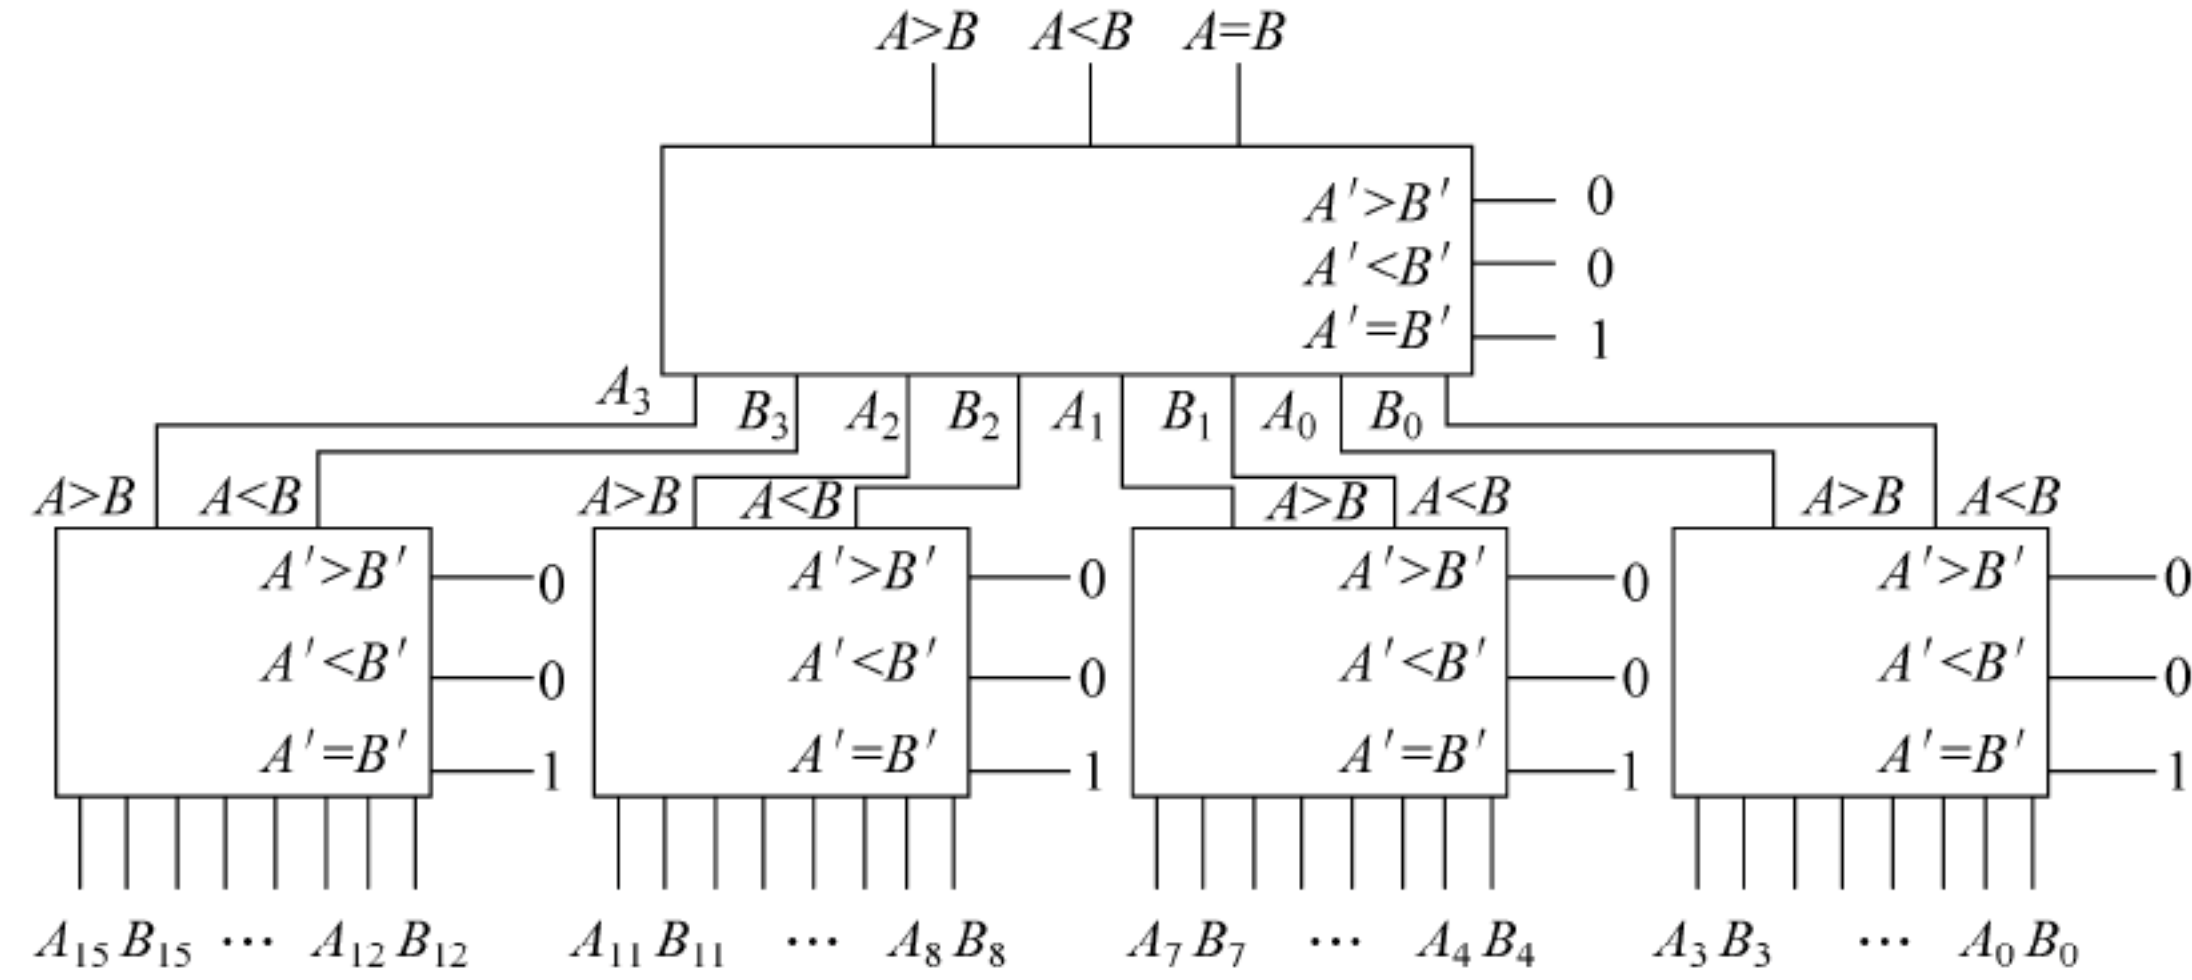 A>B A<B A=B
A'>B' 0
A'<B' 0
A'=B' 1
A₃ B₃ A₂ B₂ A₁ B₁ A₀ B₀
A>B A<B A>B A<B A>B A<B A>B A<B
A'>B' 0 A'>B' 0 A'>B' 0 A'>B' 0
A'<B' 0 A'<B' 0 A'<B' 0 A'<B' 0
A'=B' 1 A'=B' 1 A'=B' 1 A'=B' 1
A₁₅ B₁₅ ··· A₁₂ B₁₂ A₁₁ B₁₁ ··· A₈ B₈ A₇ B₇ ··· A₄ B₄ A₃ B₃ ··· A₀ B₀